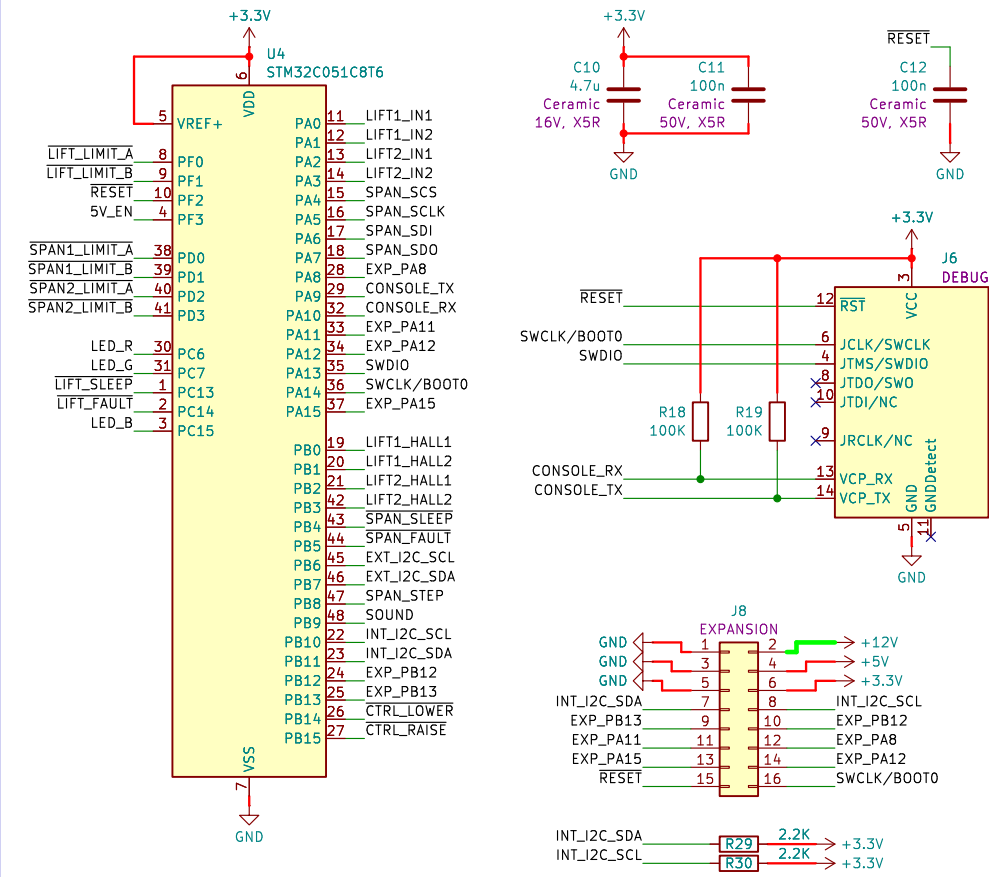 +3.3V
U4
STM32C051C8T6
6
VDD
5 VREF+
LIFT_LIMIT_A 8 PF0
LIFT_LIMIT_B 9 PF1
RESET 10 PF2
5V_EN 4 PF3
SPAN1_LIMIT_A 38 PD0
SPAN1_LIMIT_B 39 PD1
SPAN2_LIMIT_A 40 PD2
SPAN2_LIMIT_B 41 PD3
LED_R 30 PC6
LED_G 31 PC7
LIFT_SLEEP 1 PC13
LIFT_FAULT 2 PC14
LED_B 3 PC15
PA0 11 LIFT1_IN1
PA1 12 LIFT1_IN2
PA2 13 LIFT2_IN1
PA3 14 LIFT2_IN2
PA4 15 SPAN_SCS
PA5 16 SPAN_SCLK
PA6 17 SPAN_SDI
PA7 18 SPAN_SDO
PA8 28 EXP_PA8
PA9 29 CONSOLE_TX
PA10 32 CONSOLE_RX
PA11 33 EXP_PA11
PA12 34 EXP_PA12
PA13 35 SWDIO
PA14 36 SWCLK/BOOT0
PA15 37 EXP_PA15
PB0 19 LIFT1_HALL1
PB1 20 LIFT1_HALL2
PB2 21 LIFT2_HALL1
PB3 42 LIFT2_HALL2
PB4 43 SPAN_SLEEP
PB5 44 SPAN_FAULT
PB6 45 EXT_I2C_SCL
PB7 46 EXT_I2C_SDA
PB8 47 SPAN_STEP
PB9 48 SOUND
PB10 22 INT_I2C_SCL
PB11 23 INT_I2C_SDA
PB12 24 EXP_PB12
PB13 25 EXP_PB13
PB14 26 CTRL_LOWER
PB15 27 CTRL_RAISE
VSS
7
GND
+3.3V
C10
4.7u
Ceramic
16V, X5R
C11
100n
Ceramic
50V, X5R
GND
RESET
C12
100n
Ceramic
50V, X5R
GND
+3.3V
J6
DEBUG
3
VCC
RESET 12 RST
SWCLK/BOOT0 6 JCLK/SWCLK
SWDIO 4 JTMS/SWDIO
8 JTDO/SWO
10 JTDI/NC
9 JRCLK/NC
R18
100K
R19
100K
CONSOLE_RX 13 VCP_RX
CONSOLE_TX 14 VCP_TX
GND
GNDDetect
5
11
GND
J8
EXPANSION
GND 1 2 +12V
GND 3 4 +5V
GND 5 6 +3.3V
INT_I2C_SDA 7 8 INT_I2C_SCL
EXP_PB13 9 10 EXP_PB12
EXP_PA11 11 12 EXP_PA8
EXP_PA15 13 14 EXP_PA12
RESET 15 16 SWCLK/BOOT0
INT_I2C_SDA R29 2.2K +3.3V
INT_I2C_SCL R30 2.2K +3.3V